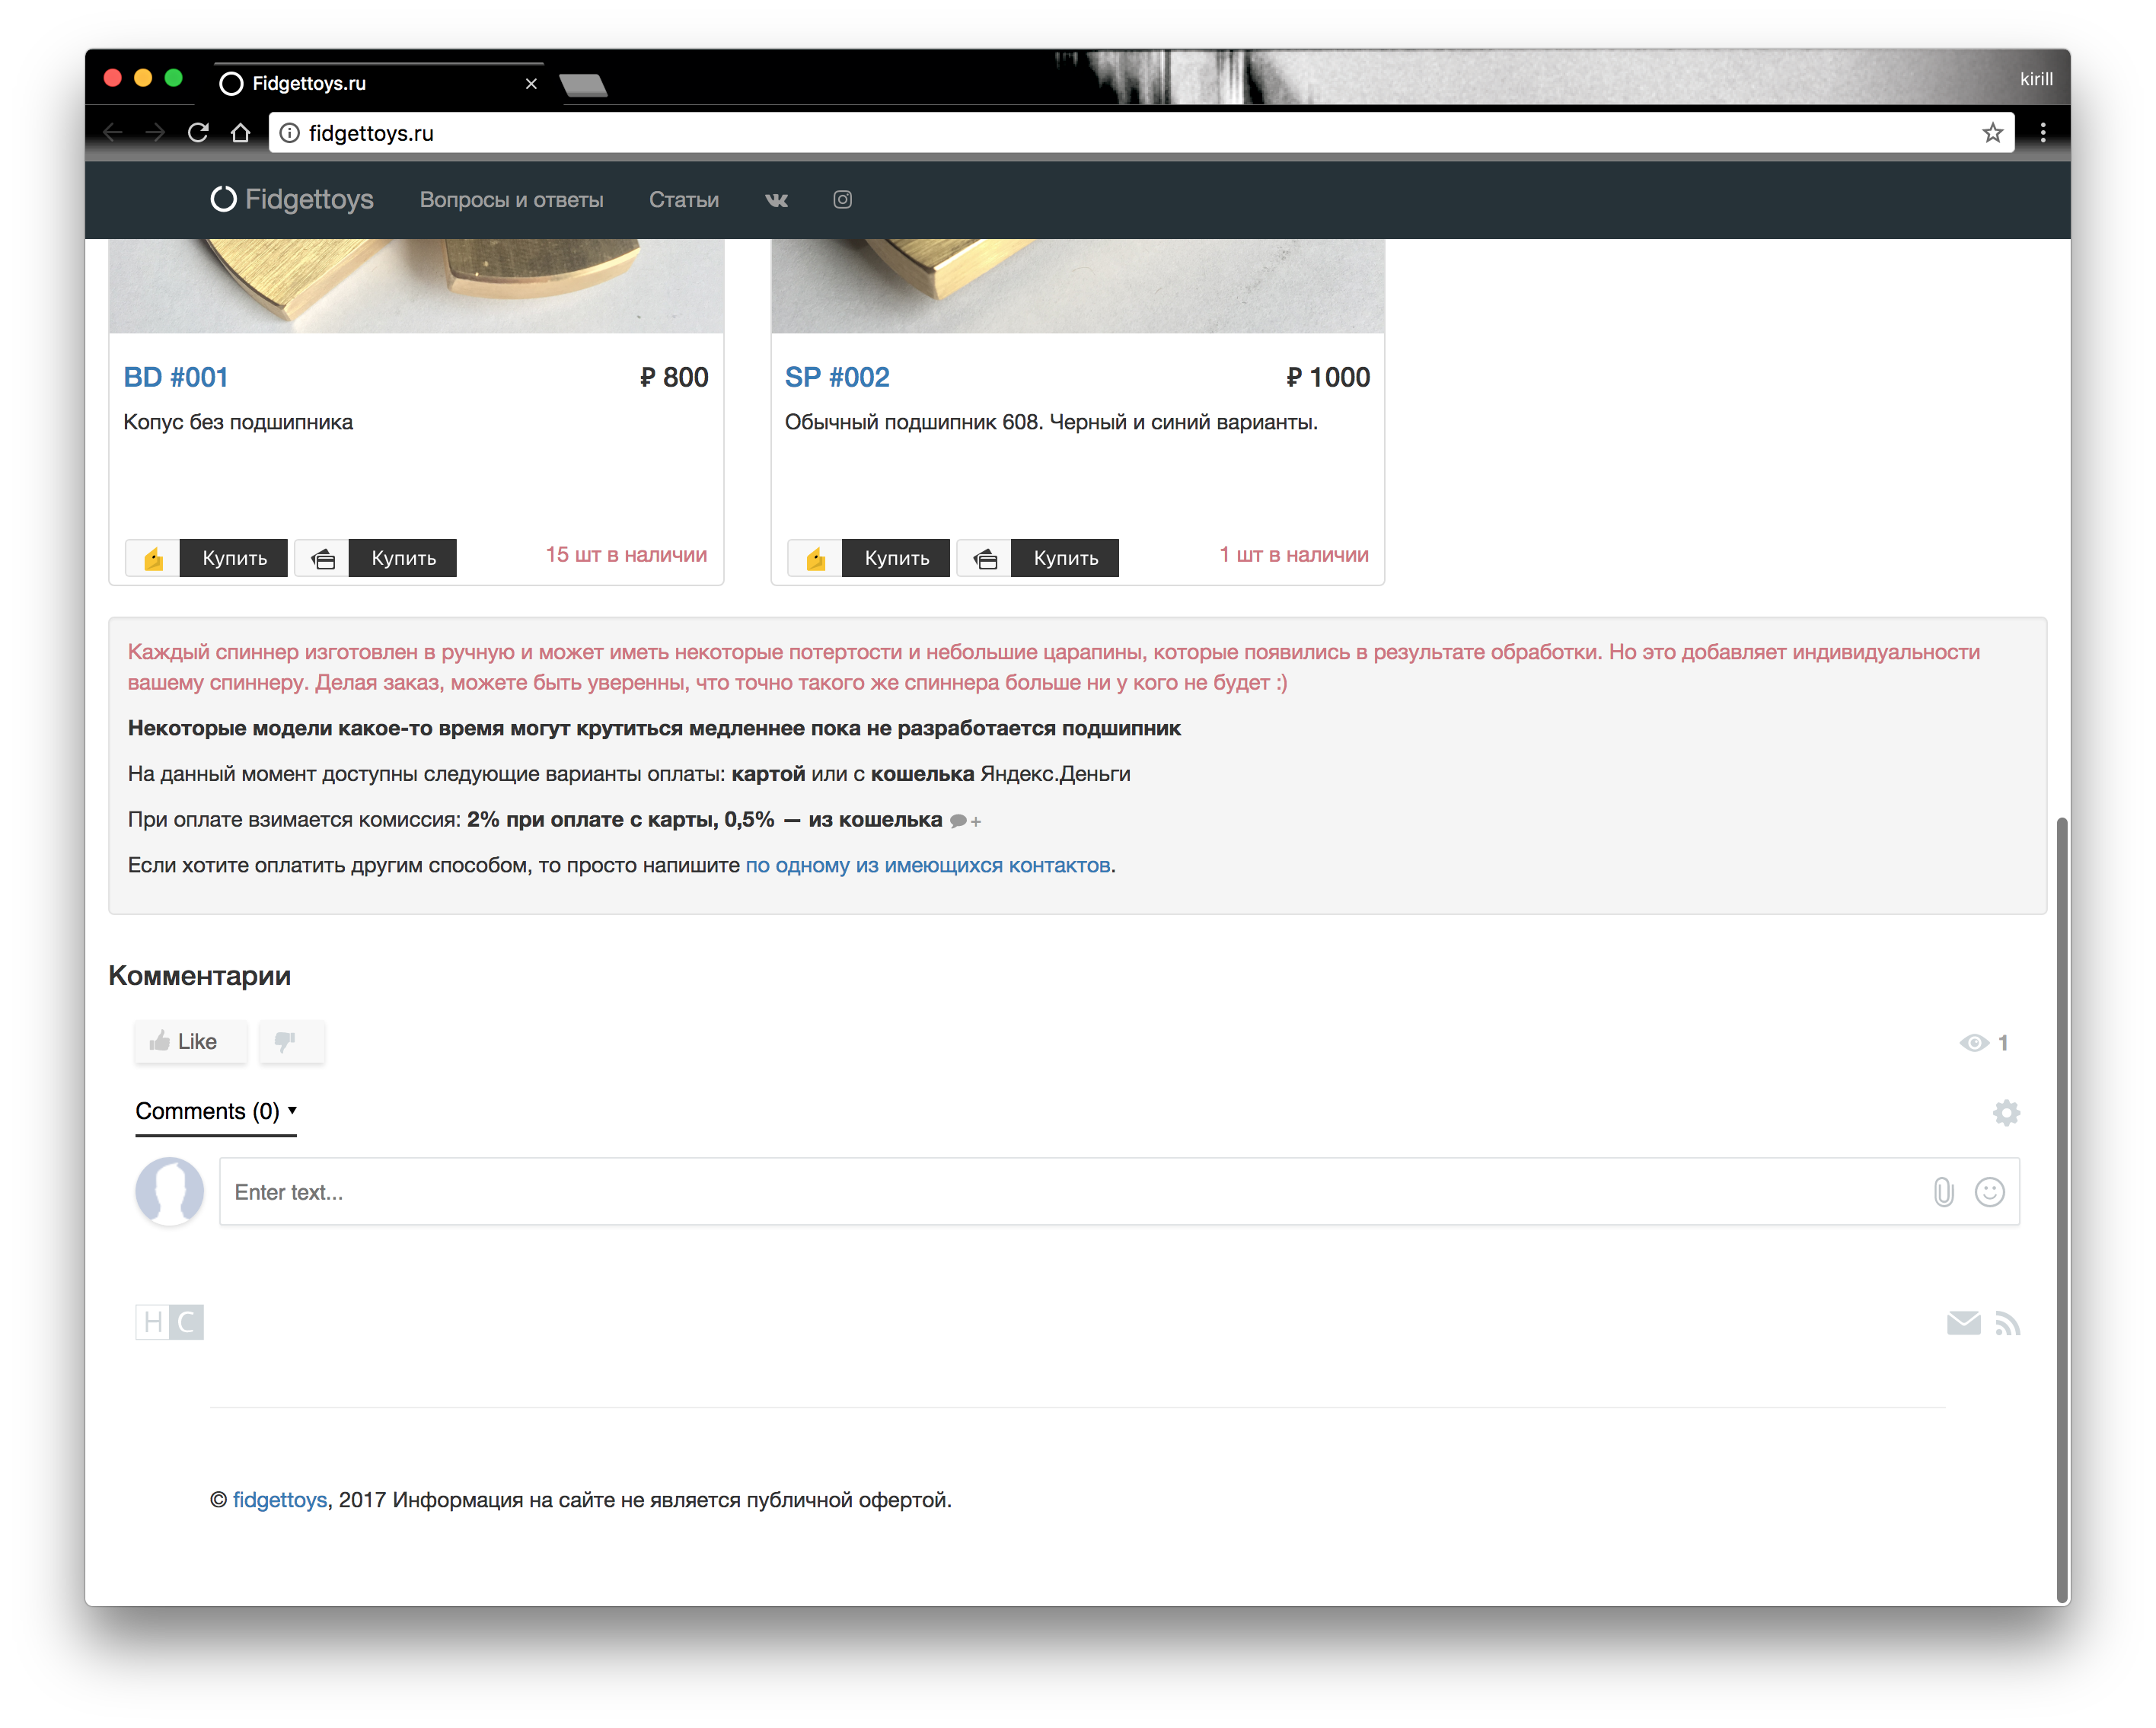 Fidgettoys.ru
kirill
fidgettoys.ru
Fidgettoys Вопросы и ответы Статьи
BD #001 ₽ 800
Копус без подшипника
Купить Купить 15 шт в наличии
SP #002 ₽ 1000
Обычный подшипник 608. Черный и синий варианты.
Купить Купить 1 шт в наличии
Каждый спиннер изготовлен в ручную и может иметь некоторые потертости и небольшие царапины, которые появились в результате обработки. Но это добавляет индивидуальности
вашему спиннеру. Делая заказ, можете быть уверенны, что точно такого же спиннера больше ни у кого не будет :)
Некоторые модели какое-то время могут крутиться медленнее пока не разработается подшипник
На данный момент доступны следующие варианты оплаты: картой или с кошелька Яндекс.Деньги
При оплате взимается комиссия: 2% при оплате с карты, 0,5% — из кошелька +
Если хотите оплатить другим способом, то просто напишите по одному из имеющихся контактов.
Комментарии
Like
1
Comments (0)
Enter text...
HC
© fidgettoys, 2017 Информация на сайте не является публичной офертой.